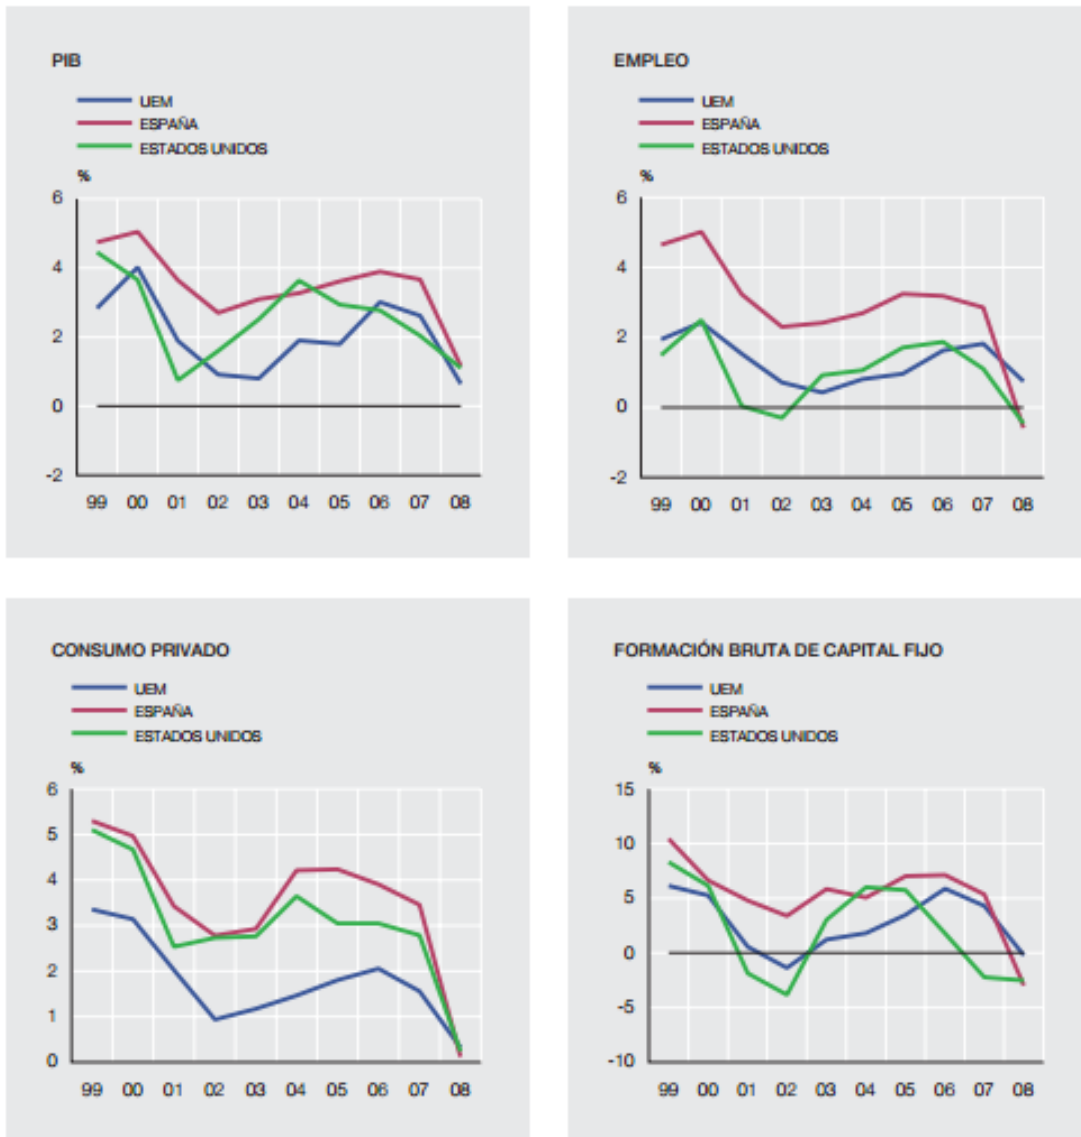 PIB
UEM
ESPAÑA
ESTADOS UNIDOS
%
6
4
2
0
-2
99 00 01 02 03 04 05 06 07 08
EMPLEO
UEM
ESPAÑA
ESTADOS UNIDOS
%
6
4
2
0
-2
99 00 01 02 03 04 05 06 07 08
CONSUMO PRIVADO
UEM
ESPAÑA
ESTADOS UNIDOS
%
6
5
4
3
2
1
0
99 00 01 02 03 04 05 06 07 08
FORMACIÓN BRUTA DE CAPITAL FIJO
UEM
ESPAÑA
ESTADOS UNIDOS
%
15
10
5
0
-5
-10
99 00 01 02 03 04 05 06 07 08